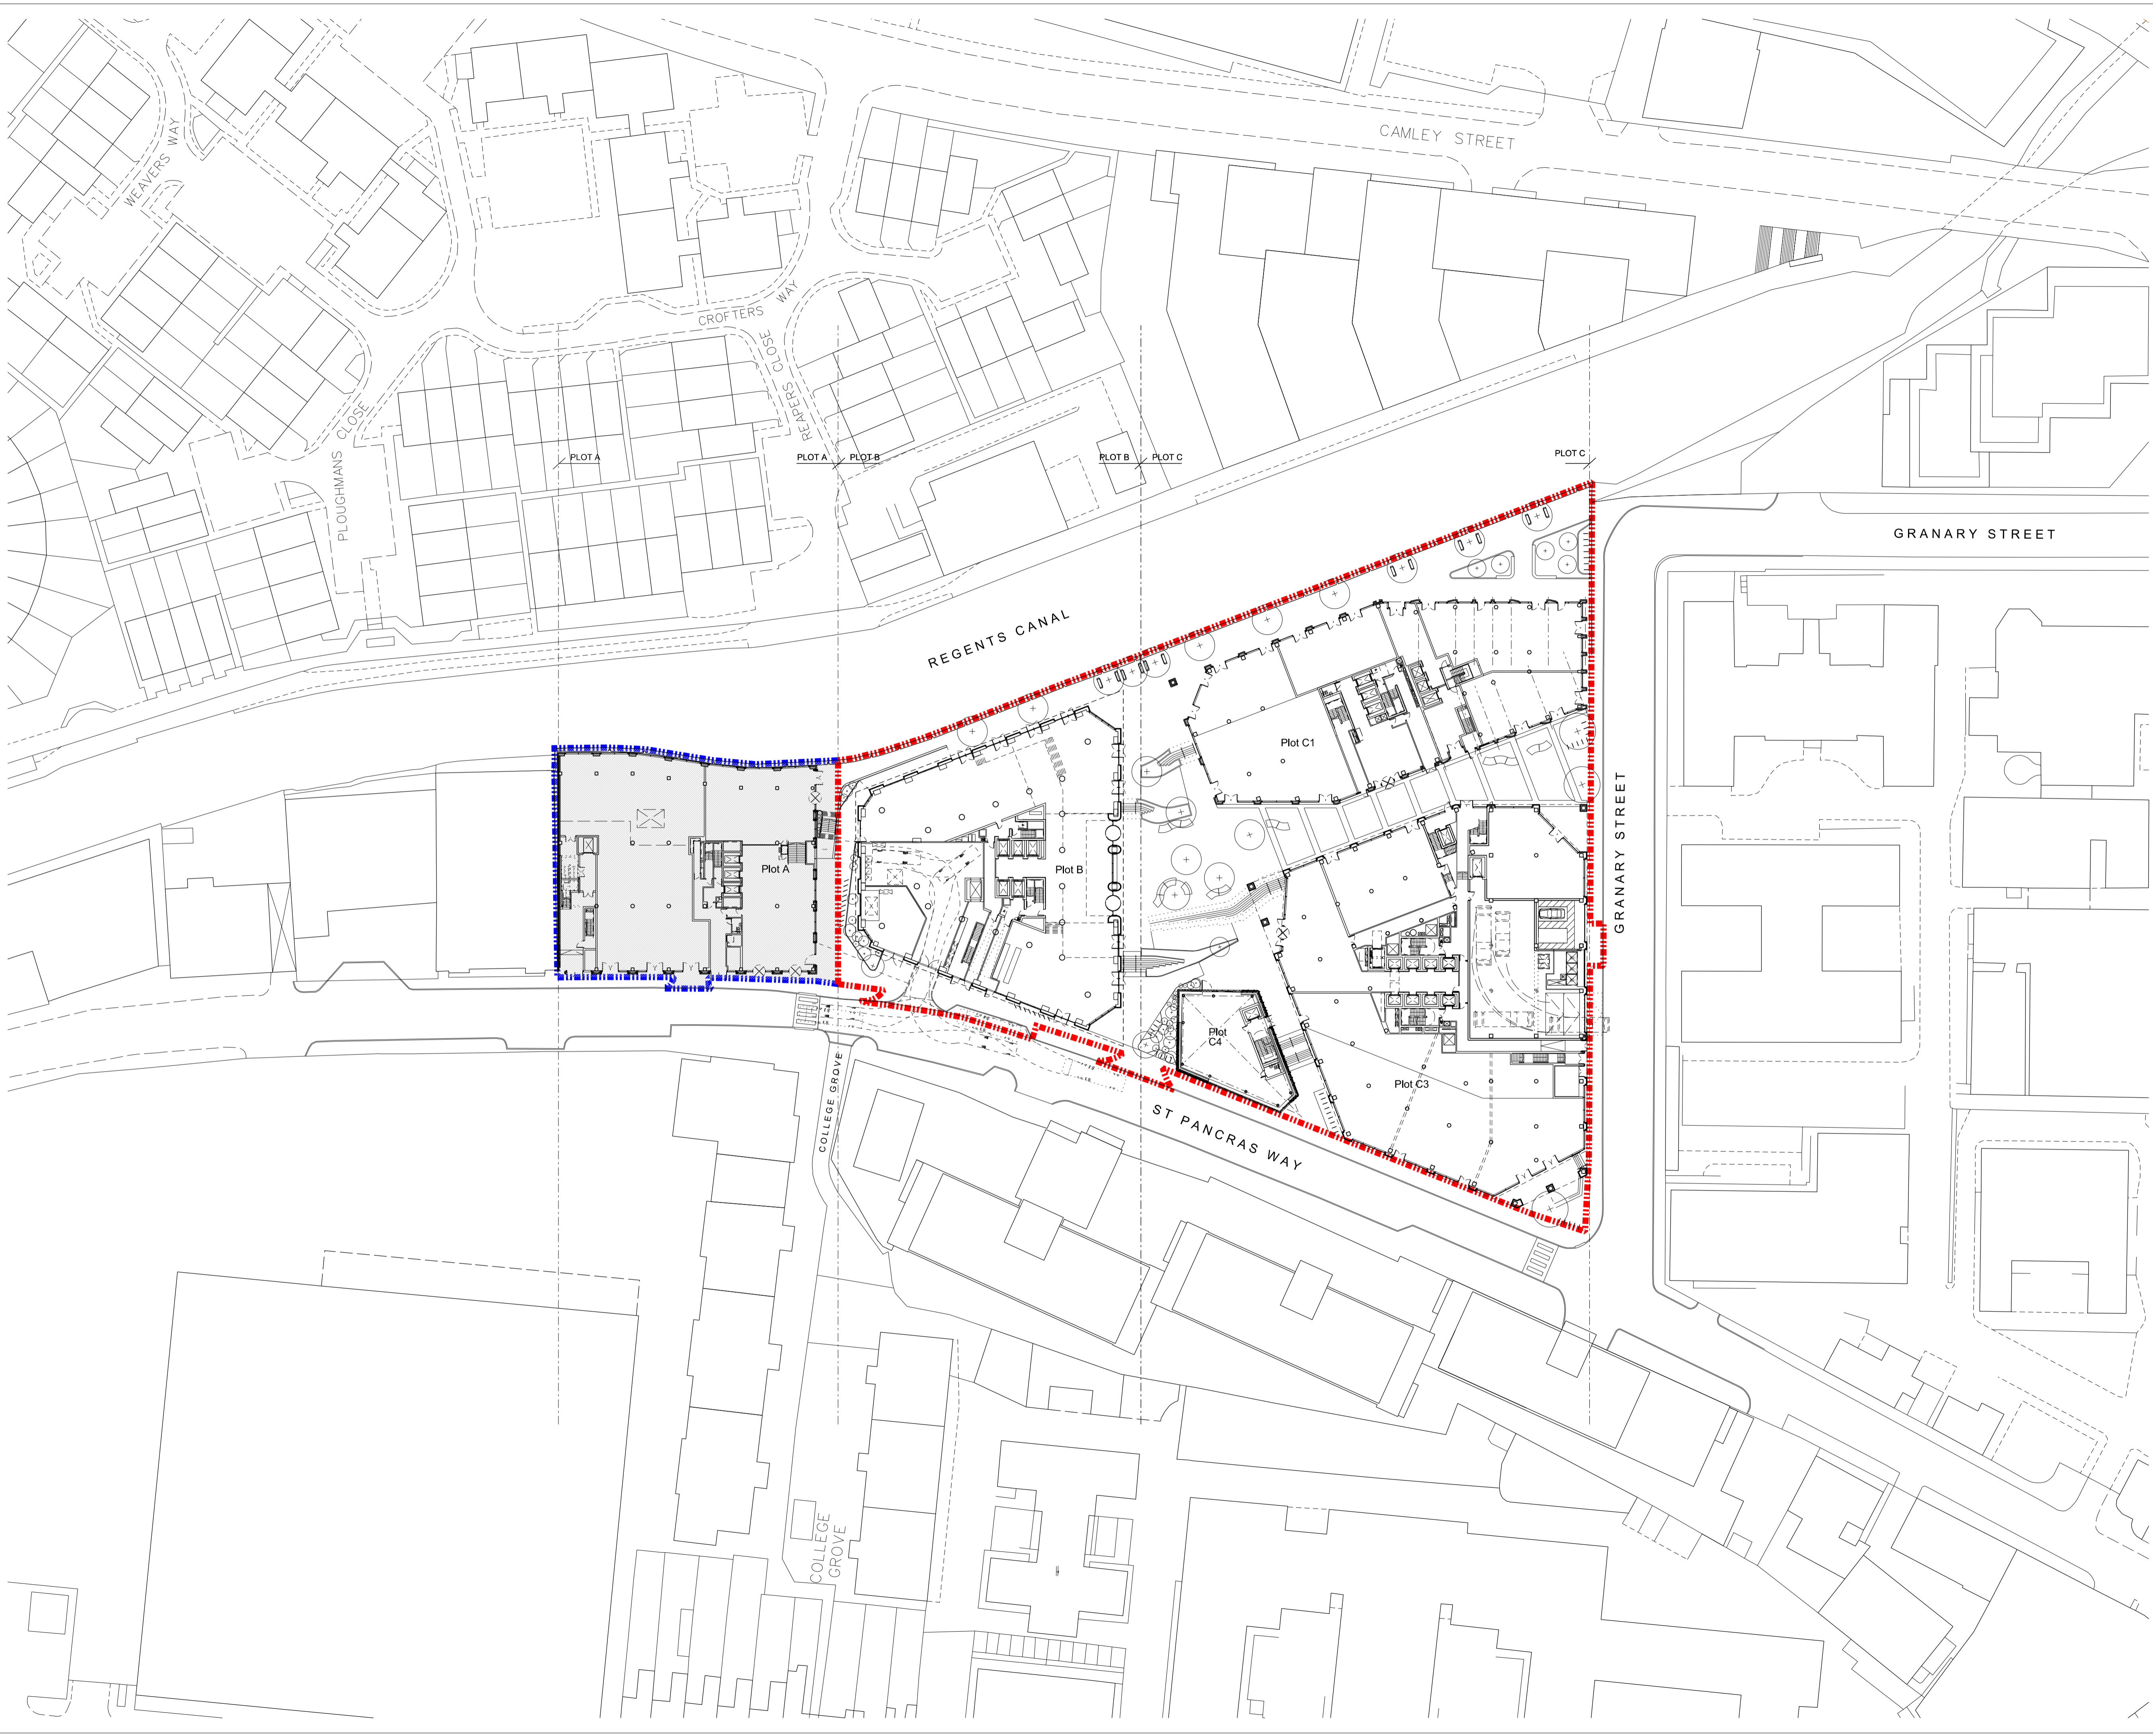 CAMLEY STREET
WEAVERS WAY
CROFTERS WAY
REAPERS CLOSE
PLOUGHMANS CLOSE
PLOT A
PLOT A
PLOT B
PLOT B
PLOT C
PLOT C
GRANARY STREET
REGENTS CANAL
Plot C1
GRANARY STREET
Plot A
Plot B
Plot
C4
Plot C3
COLLEGE GROVE
ST PANCRAS WAY
COLLEGE
GROVE